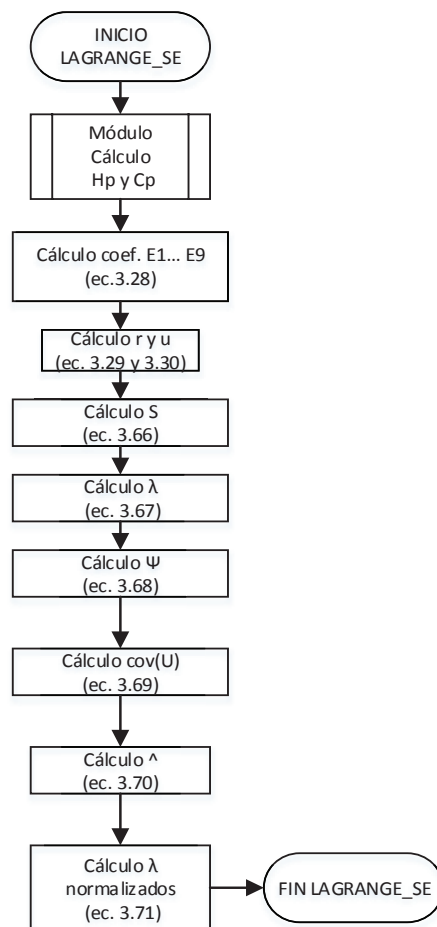 INICIO
LAGRANGE_SE
Módulo
Cálculo
Hp y Cp
Cálculo coef. E1... E9
(ec.3.28)
Cálculo r y u
(ec. 3.29 y 3.30)
Cálculo S
(ec. 3.66)
Cálculo λ
(ec. 3.67)
Cálculo Ψ
(ec. 3.68)
Cálculo cov(U)
(ec. 3.69)
Cálculo ^
(ec. 3.70)
Cálculo λ
normalizados
(ec. 3.71)
FIN LAGRANGE_SE